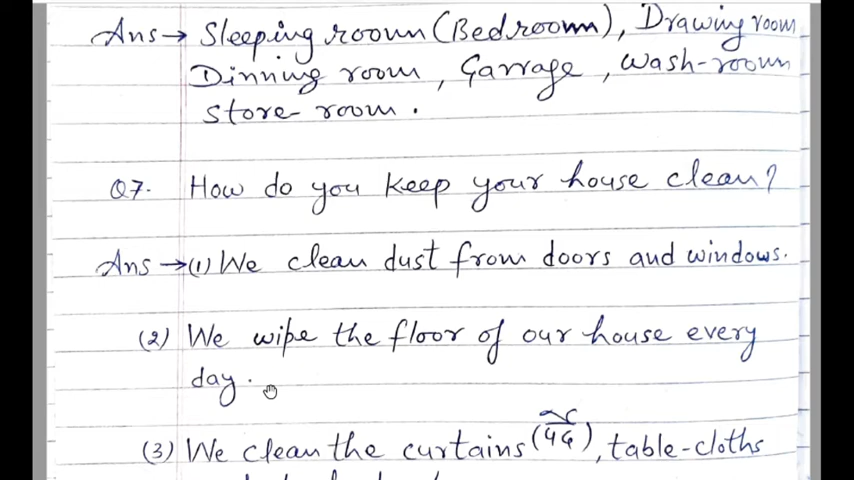 Ans → Sleeping room (Bedroom), Drawing room
Dinning room, Garrage, wash-room
store room.
Q7. How do you keep your house clean?
Ans → (1) We clean dust from doors and windows.
(2) We wipe the floor of our house every
day.
(3) We clean the curtains ( ), table-cloths